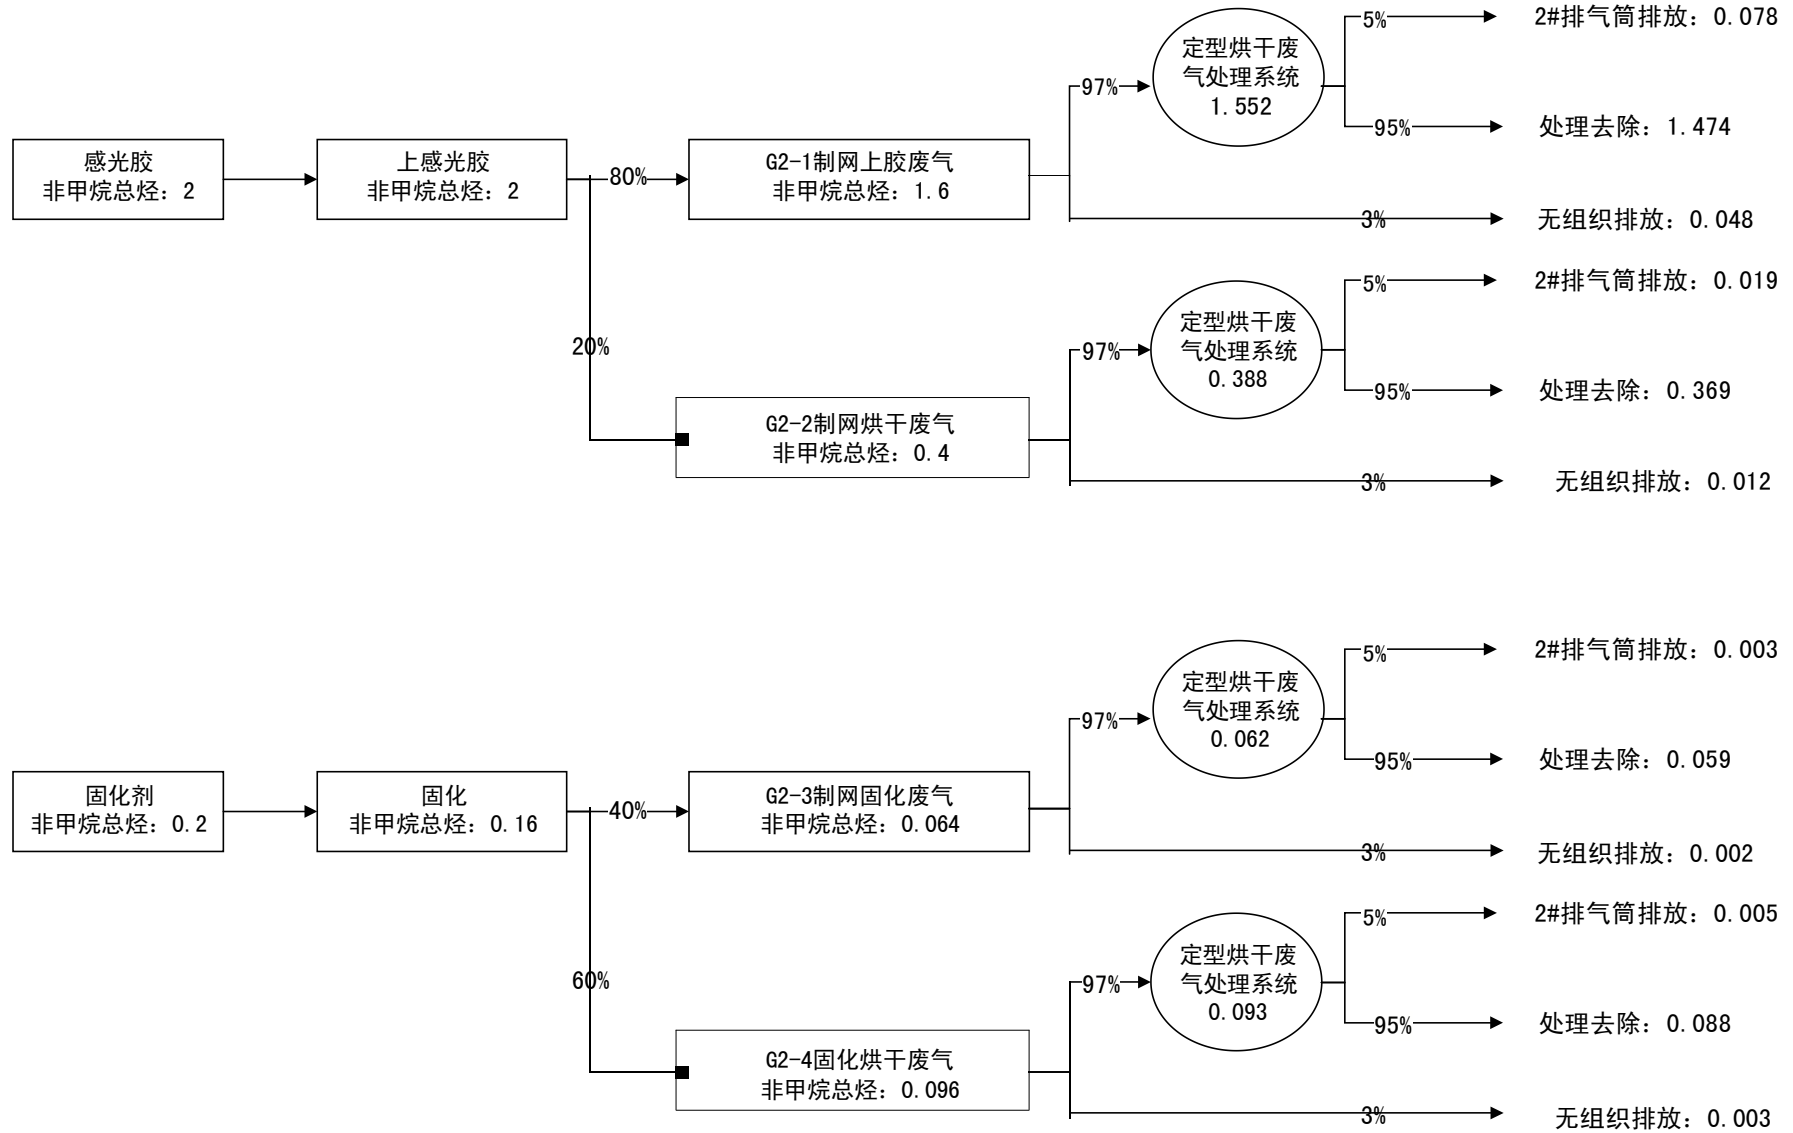 感光胶
非甲烷总烃：2
上感光胶
非甲烷总烃：2
80%
20%
G2-1制网上胶废气
非甲烷总烃：1.6
97%
定型烘干废
气处理系统
1.552
5%
2#排气筒排放：0.078
95%
处理去除：1.474
3%
无组织排放：0.048
G2-2制网烘干废气
非甲烷总烃：0.4
97%
定型烘干废
气处理系统
0.388
5%
2#排气筒排放：0.019
95%
处理去除：0.369
3%
无组织排放：0.012
固化剂
非甲烷总烃：0.2
固化
非甲烷总烃：0.16
40%
60%
G2-3制网固化废气
非甲烷总烃：0.064
97%
定型烘干废
气处理系统
0.062
5%
2#排气筒排放：0.003
95%
处理去除：0.059
3%
无组织排放：0.002
G2-4固化烘干废气
非甲烷总烃：0.096
97%
定型烘干废
气处理系统
0.093
5%
2#排气筒排放：0.005
95%
处理去除：0.088
3%
无组织排放：0.003